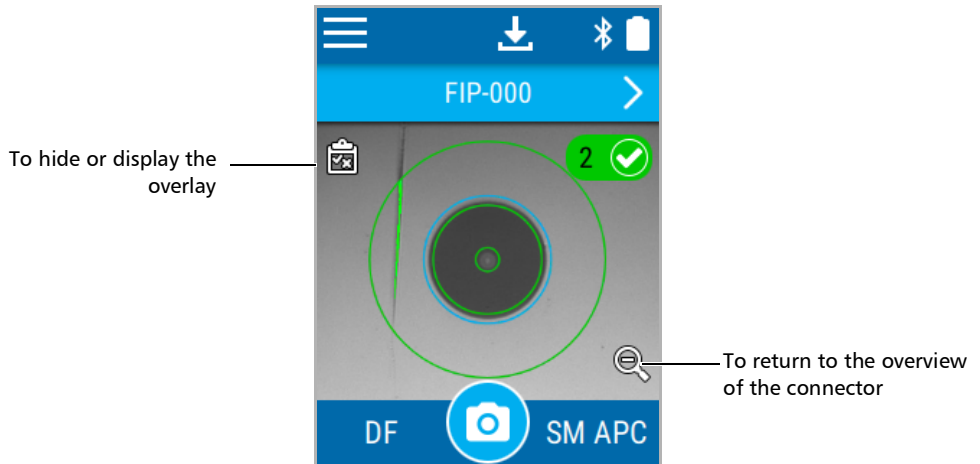 FIP-000
To hide or display the
overlay
2
To return to the overview
of the connector
DF
SM APC